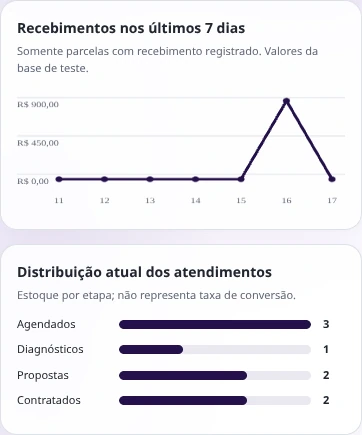 Recebimentos nos últimos 7 dias
Somente parcelas com recebimento registrado. Valores da
base de teste.
R$ 900,00
R$ 450,00
R$ 0,00
11 12 13 14 15 16 17
Distribuição atual dos atendimentos
Estoque por etapa; não representa taxa de conversão.
Agendados 3
Diagnósticos 1
Propostas 2
Contratados 2